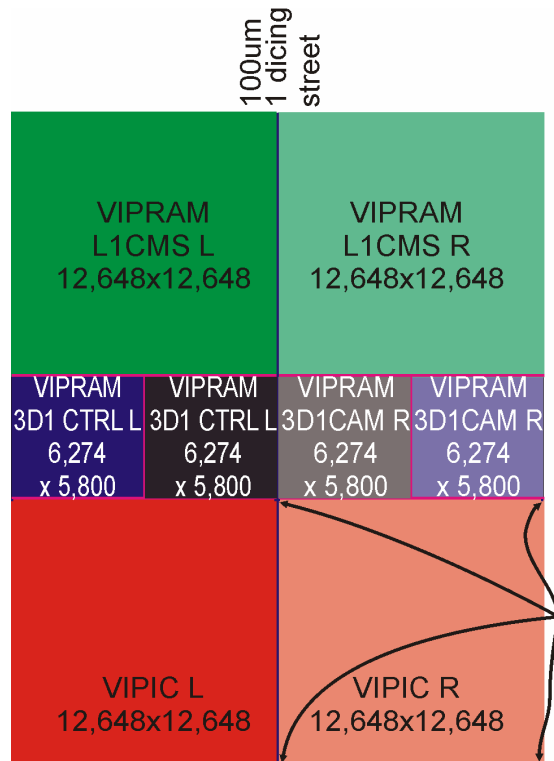 100um
1 dicing
street
VIPRAM
L1CMS L
12,648x12,648
VIPRAM
L1CMS R
12,648x12,648
VIPRAM
3D1 CTRL L
6,274
x 5,800
VIPRAM
3D1 CTRL L
6,274
x 5,800
VIPRAM
3D1CAM R
6,274
x 5,800
VIPRAM
3D1CAM R
6,274
x 5,800
VIPIC L
12,648x12,648
VIPIC R
12,648x12,648